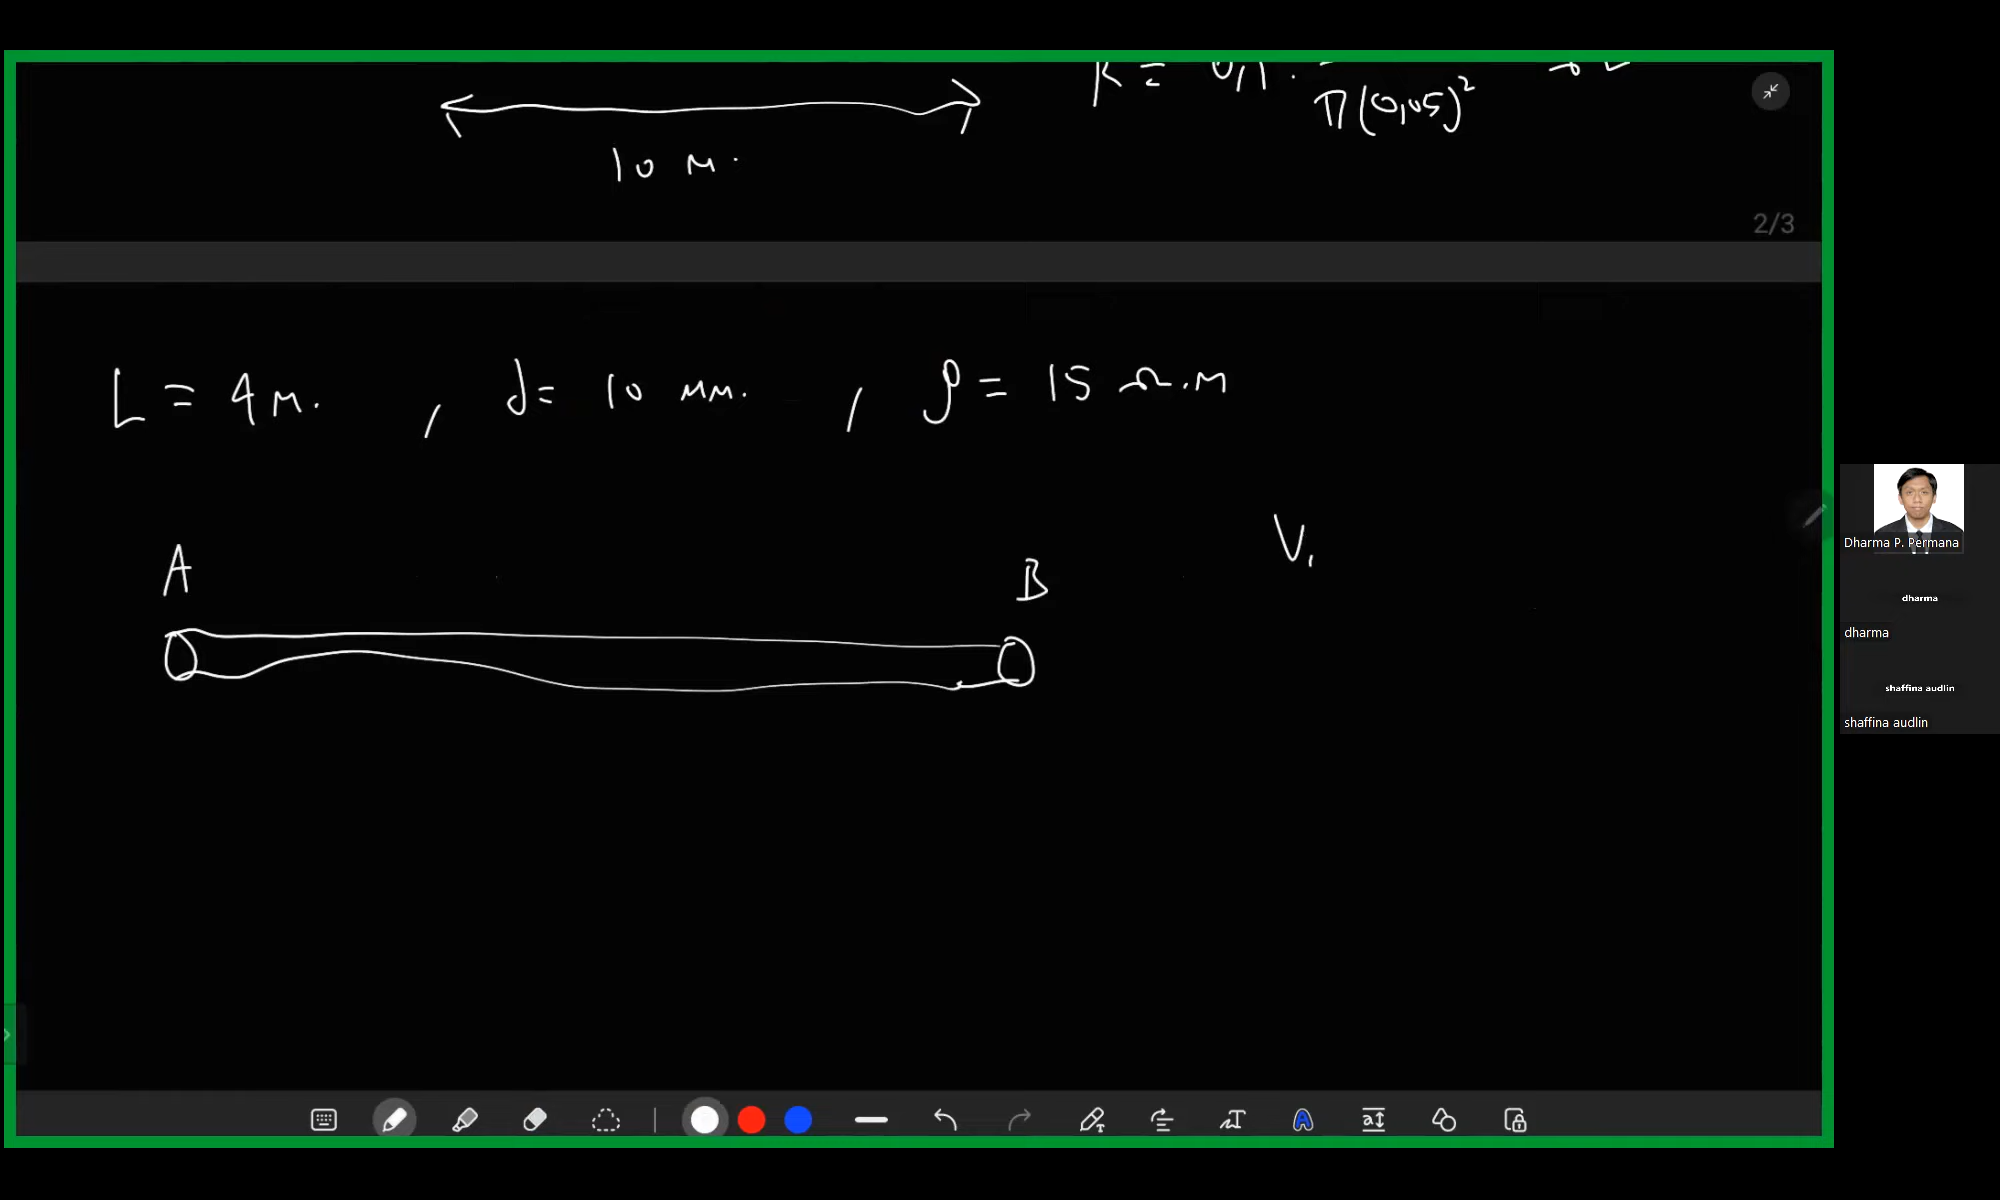 π(0,05)²
10 m.
2/3
L = 4 m. , d = 10 mm. , ρ = 15 Ω.m
A B V₁
Dharma P. Permana
dharma
dharma
shaffina audlin
shaffina audlin